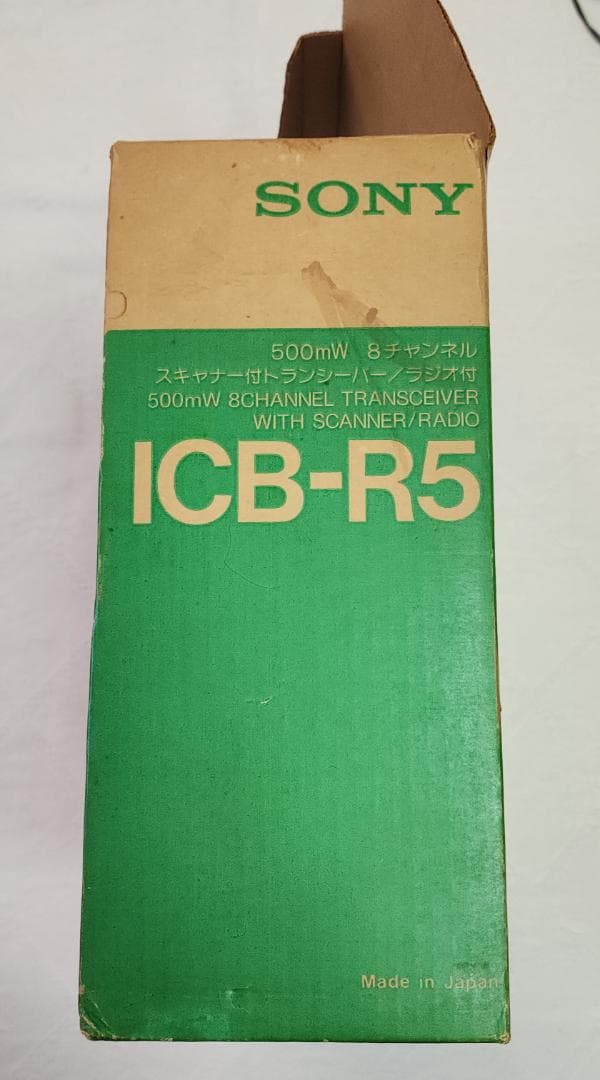 SONY
500mW 8チャンネル
スキャナー付トランシーバー/ラジオ付
500mW 8CHANNEL TRANSCEIVER
WITH SCANNER/RADIO
ICB-R5
Made in Japan